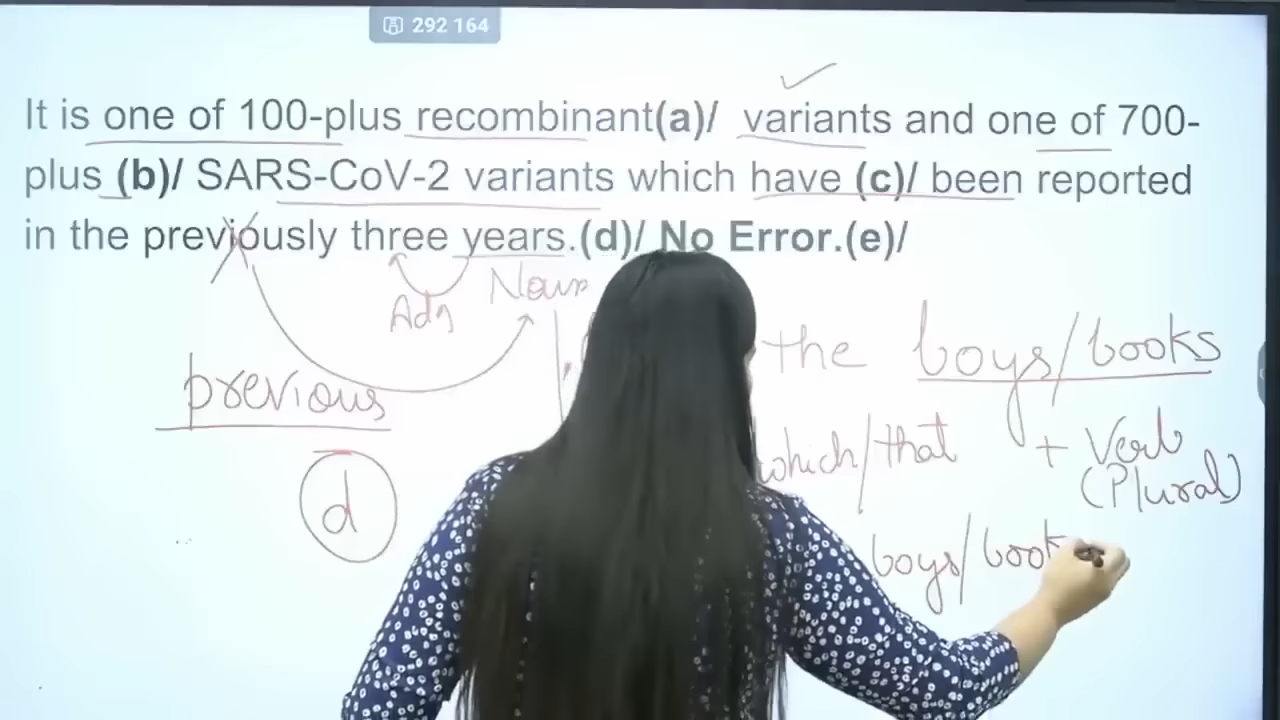 292 164
It is one of 100-plus recombinant(a)/ variants and one of 700-
plus (b)/ SARS-CoV-2 variants which have (c)/ been reported
in the previously three years.(d)/ No Error.(e)/
Adj Noun
previous
d
the boys/books
which/that + Verb
(Plural)
boys/book